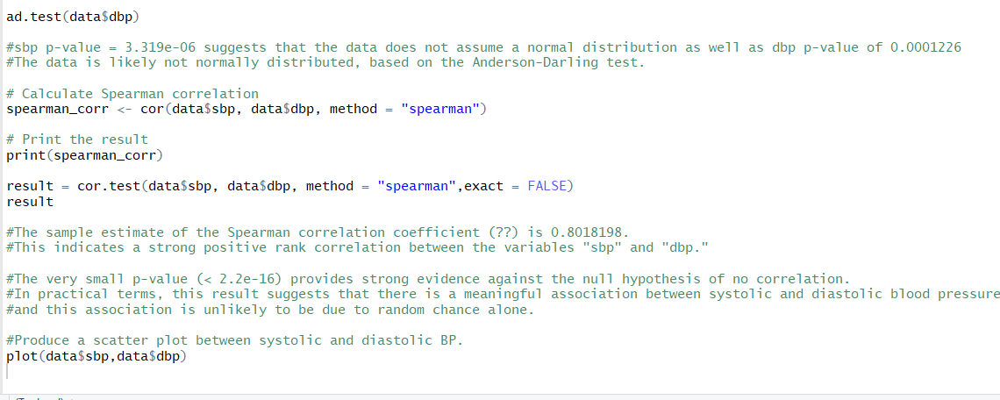 ad.test(data$dbp)
#sbp p-value = 3.319e-06 suggests that the data does not assume a normal distribution as well as dbp p-value of 0.0001226
#The data is likely not normally distributed, based on the Anderson-Darling test.
# Calculate Spearman correlation
spearman_corr <- cor(data$sbp, data$dbp, method = "spearman")
# Print the result
print(spearman_corr)
result = cor.test(data$sbp, data$dbp, method = "spearman",exact = FALSE)
result
#The sample estimate of the Spearman correlation coefficient (??) is 0.8018198.
#This indicates a strong positive rank correlation between the variables "sbp" and "dbp."
#The very small p-value (< 2.2e-16) provides strong evidence against the null hypothesis of no correlation.
#In practical terms, this result suggests that there is a meaningful association between systolic and diastolic blood pressure
#and this association is unlikely to be due to random chance alone.
#Produce a scatter plot between systolic and diastolic BP.
plot(data$sbp,data$dbp)